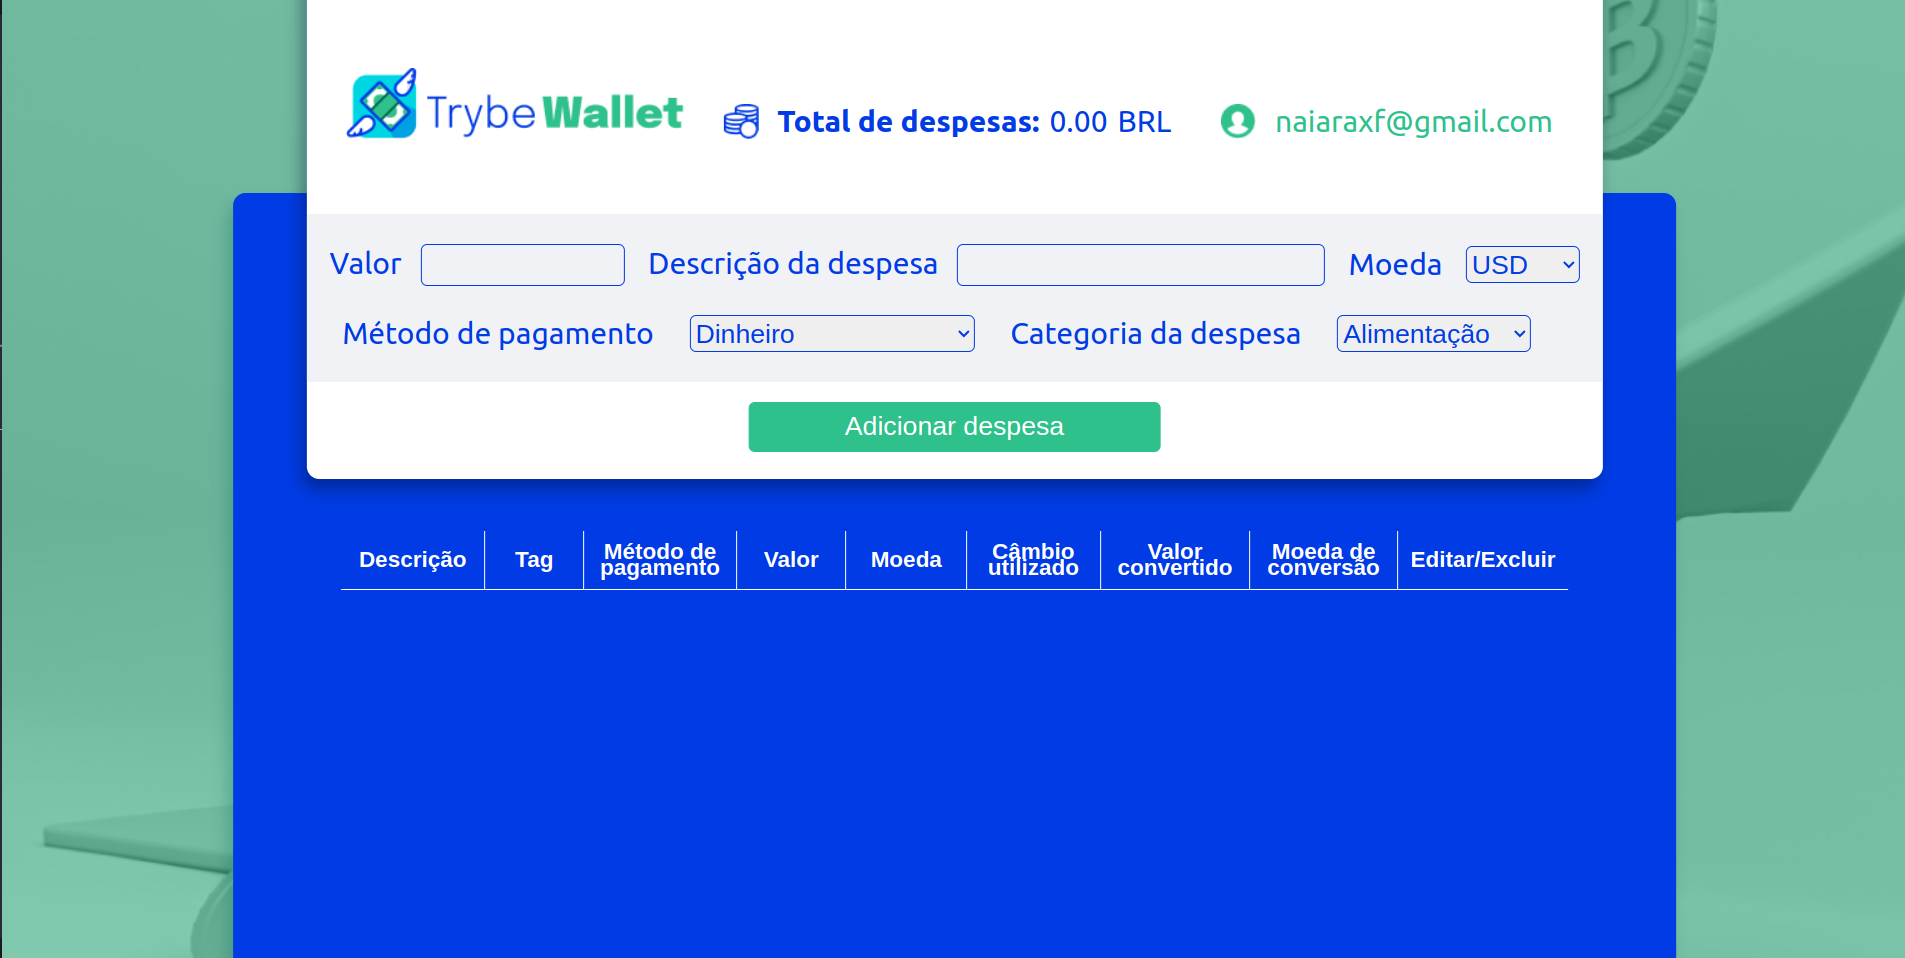 Trybe Wallet
Total de despesas: 0.00 BRL
naiaraxf@gmail.com
Valor
Descrição da despesa
Moeda USD
Método de pagamento Dinheiro
Categoria da despesa Alimentação
Adicionar despesa
Descrição
Tag
Método de
pagamento
Valor
Moeda
Câmbio
utilizado
Valor
convertido
Moeda de
conversão
Editar/Excluir